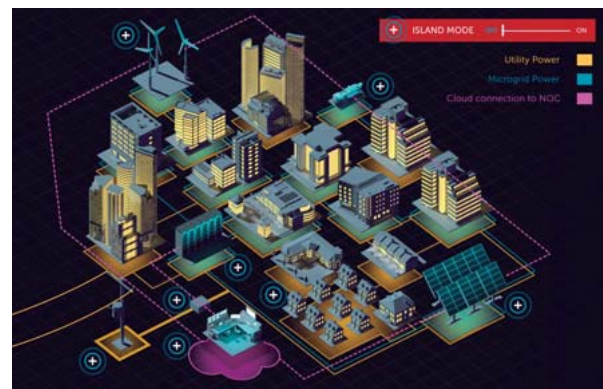 ISLAND MODE OFF ON
Utility Power
Microgrid Power
Cloud connection to NOC